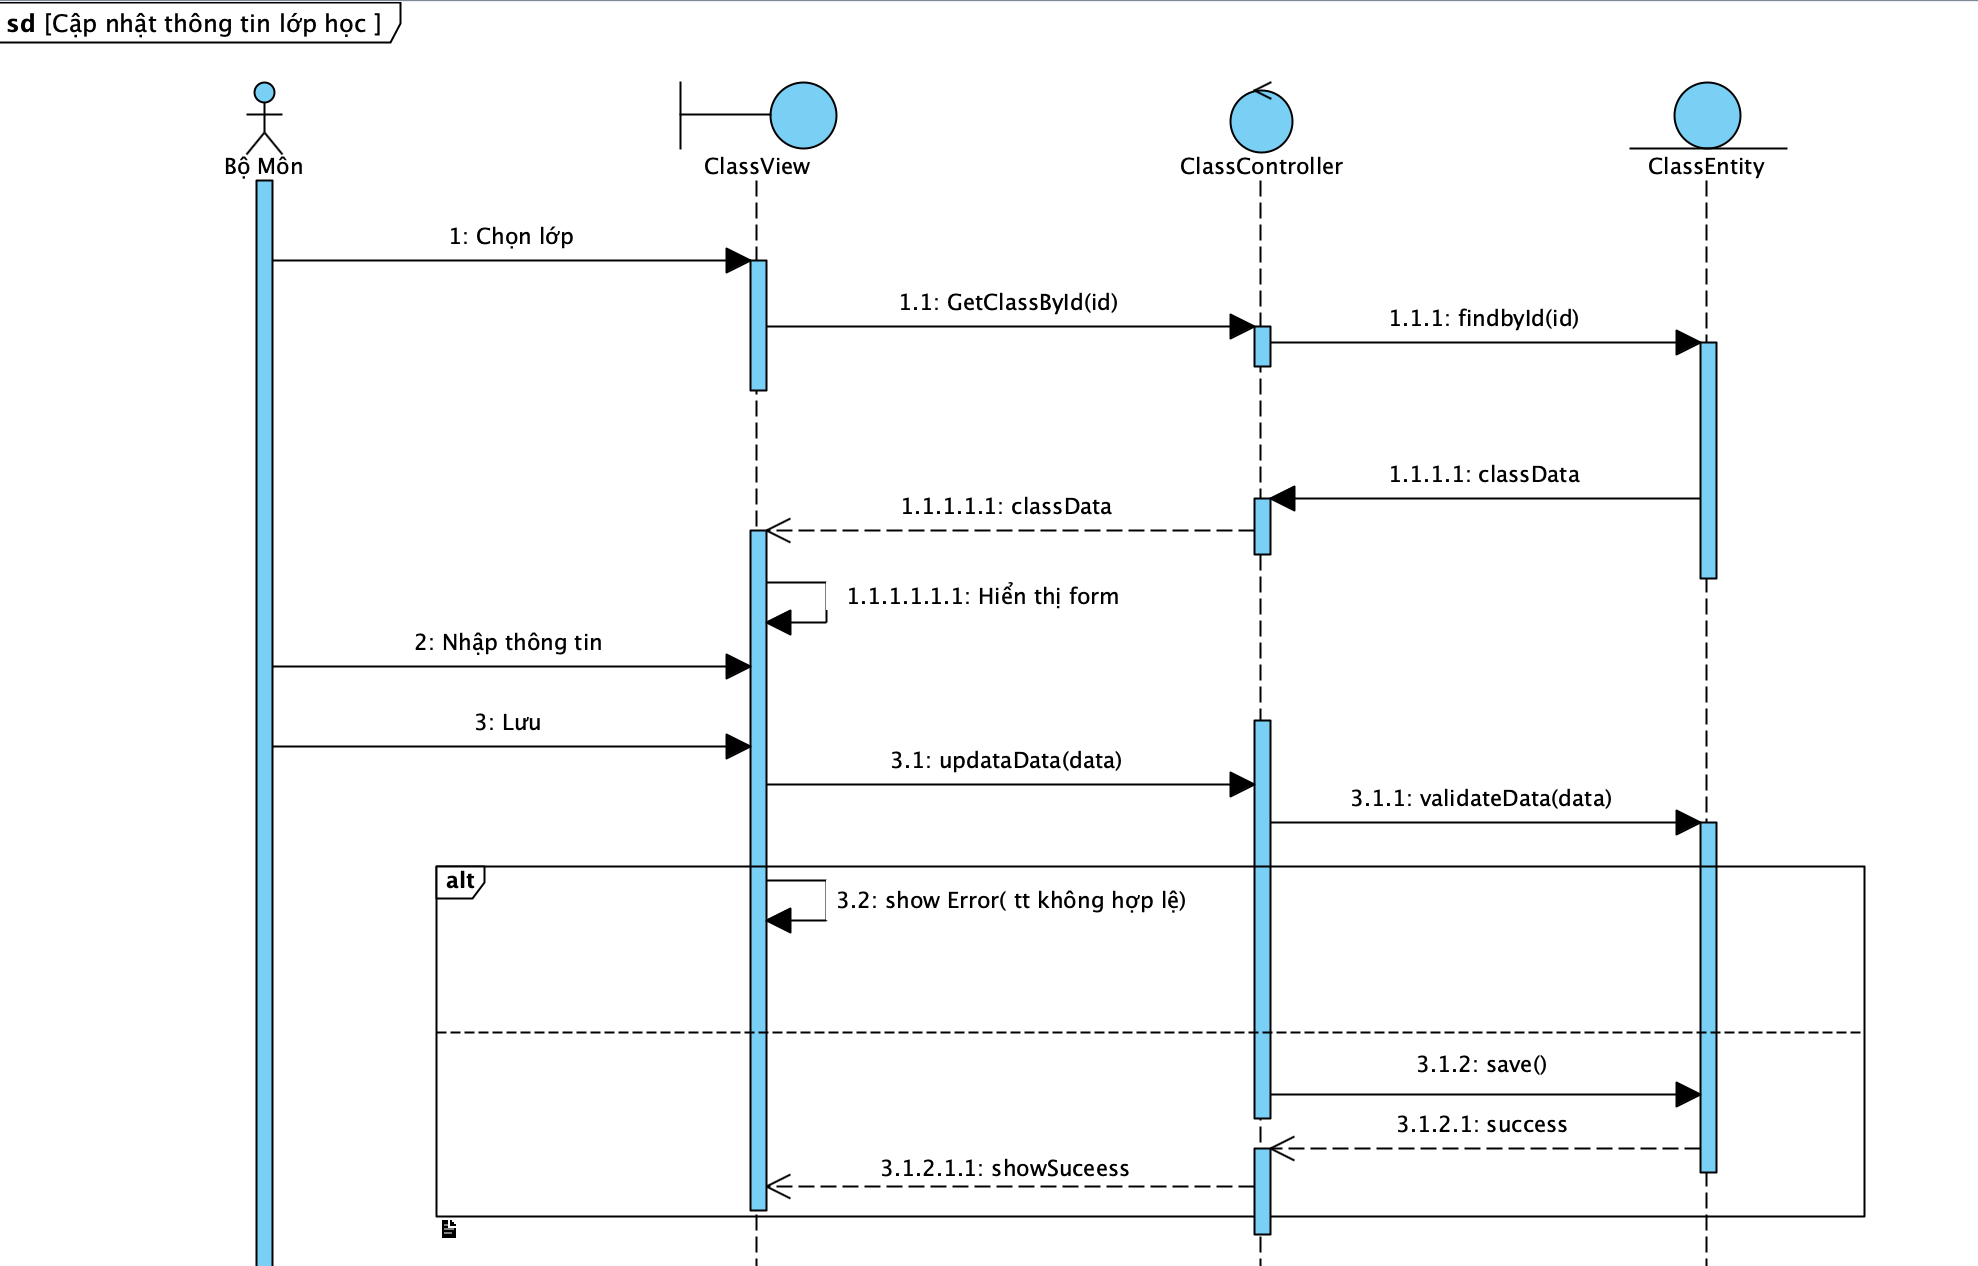 sd [Cập nhật thông tin lớp học ]
Bộ Môn
ClassView
ClassController
ClassEntity
1: Chọn lớp
1.1: GetClassById(id)
1.1.1: findbyId(id)
1.1.1.1: classData
1.1.1.1.1: classData
1.1.1.1.1.1: Hiển thị form
2: Nhập thông tin
3: Lưu
3.1: updataData(data)
3.1.1: validateData(data)
alt
3.2: show Error( tt không hợp lệ)
3.1.2: save()
3.1.2.1: success
3.1.2.1.1: showSuceess